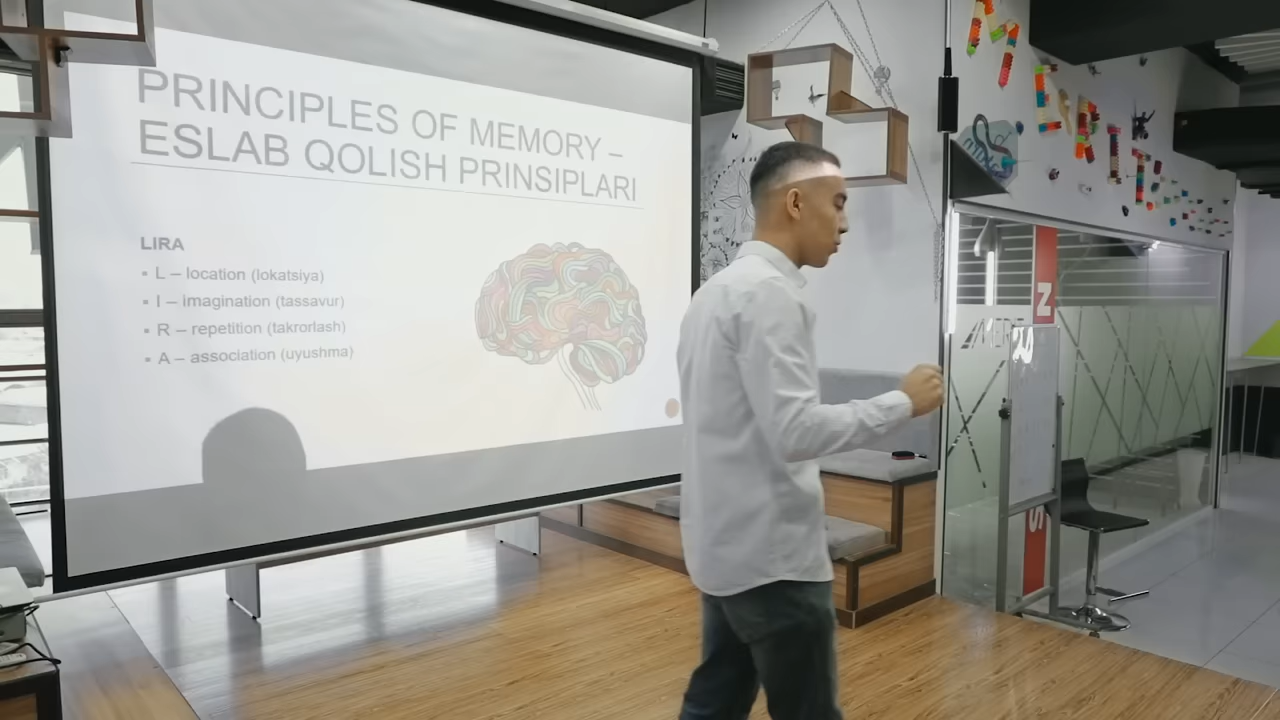 PRINCIPLES OF MEMORY –
ESLAB QOLISH PRINSIPLARI
LIRA
▪ L – location (lokatsiya)
▪ I – imagination (tassavur)
▪ R – repetition (takrorlash)
▪ A – association (uyushma)
N
S